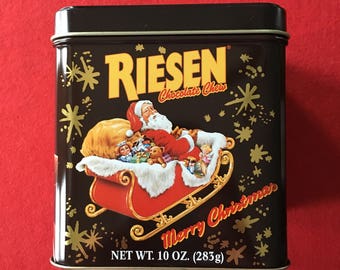 RIESEN®
Chocolate Chew
Merry Christmas
NET WT. 10 OZ. (283g)